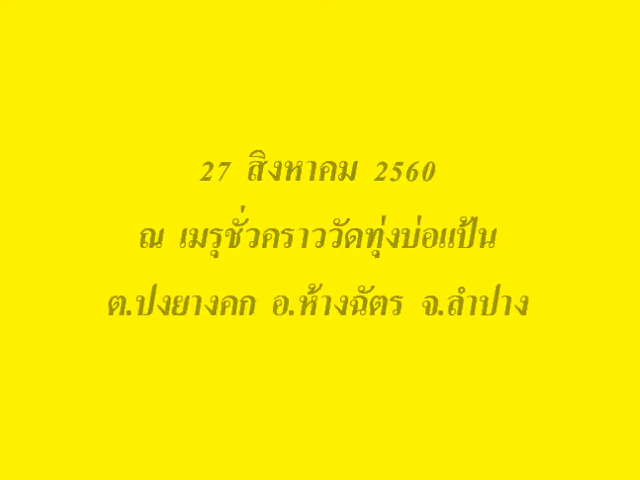 27 สิงหาคม 2560
ณ เมรุชั่วคราววัดทุ่งบ่อแป้น
ต.ปงยางคก อ.ห้างฉัตร จ.ลำปาง